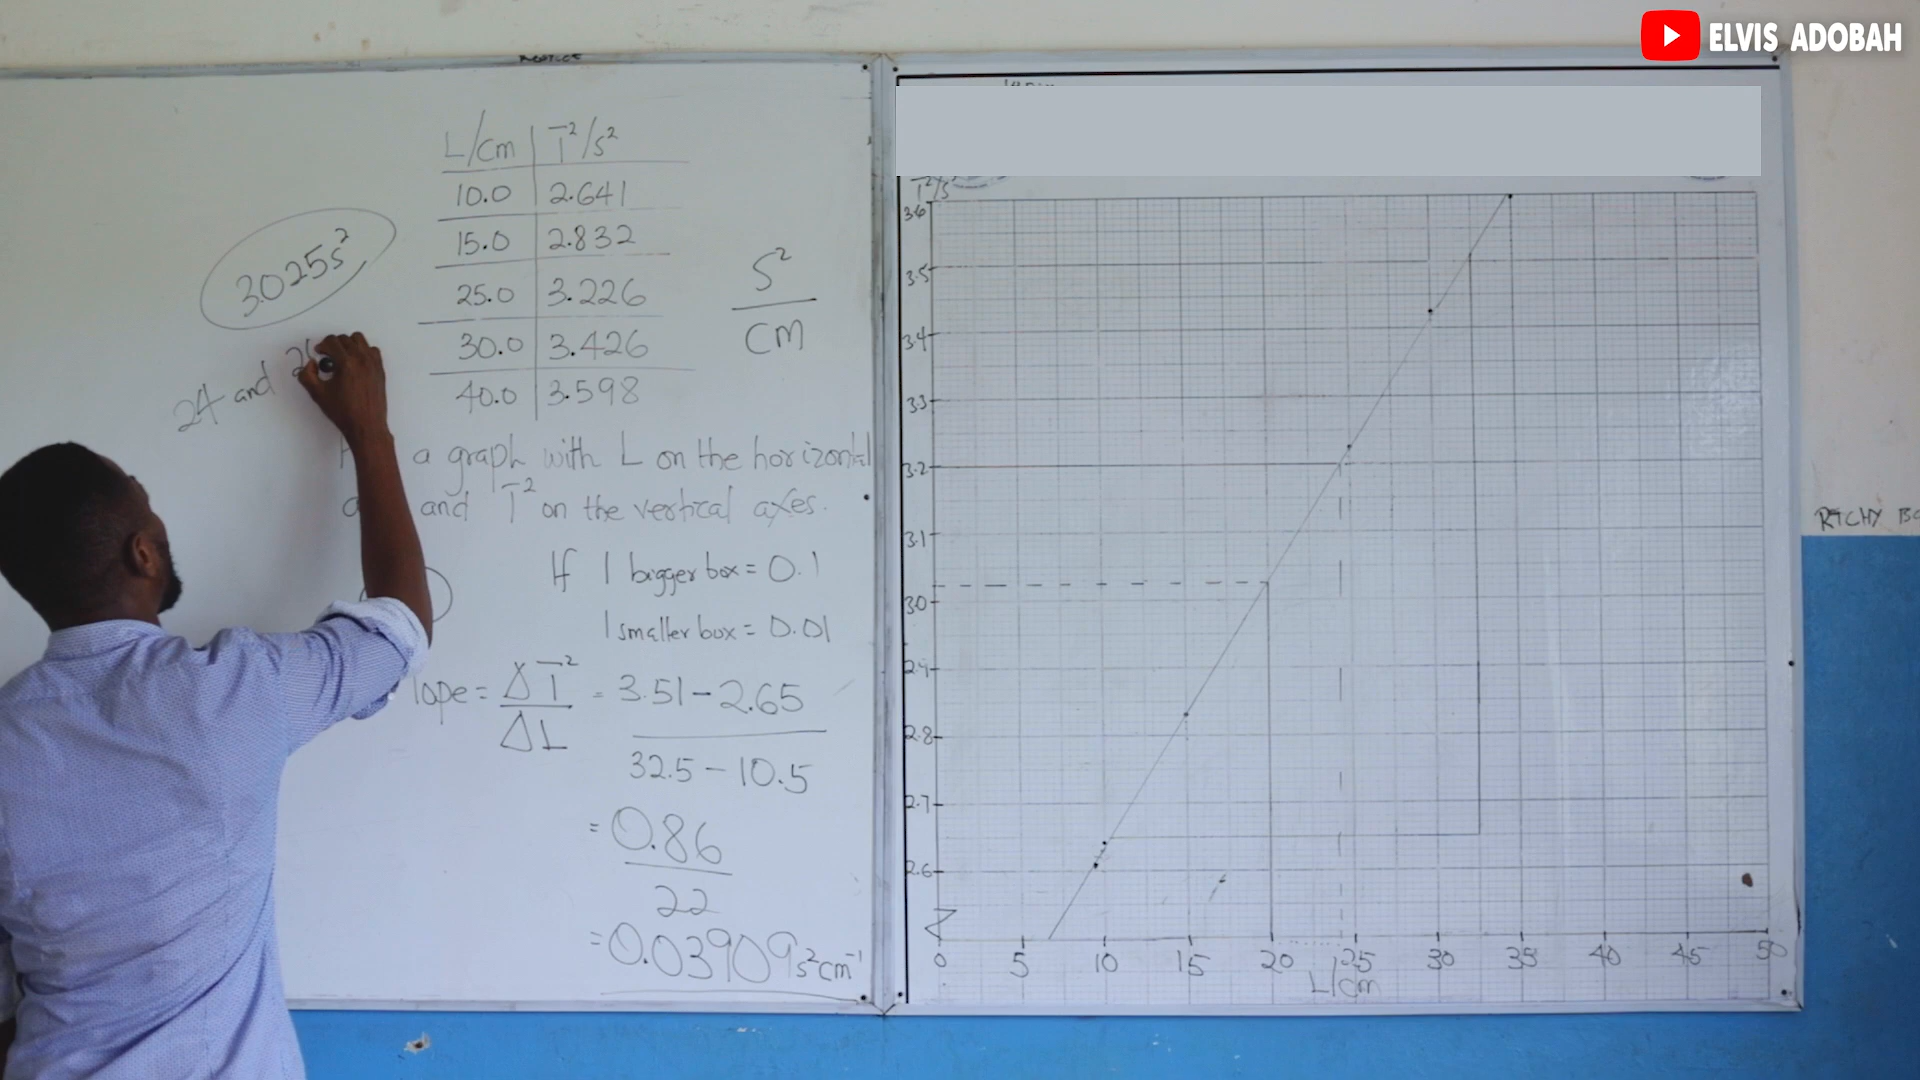 ELVIS ADOBAH
L/cm T²/s²
10.0 2.641
15.0 2.832
25.0 3.226
30.0 3.426
40.0 3.598
3.025s²
24 and
S²
cm
a graph with L on the horizontal
and T² on the vertical axes.
If 1 bigger box = 0.1
1 smaller box = 0.01
lope = ΔT² = 3.51 - 2.65
ΔL 32.5 - 10.5
= 0.86
22
= 0.03909s²cm⁻¹
T²/s²
3.6
3.5
3.4
3.3
3.2
3.1
3.0
2.9
2.8
2.7
2.6
0 5 10 15 20 25 30 35 40 45 50
L/cm
RICHY